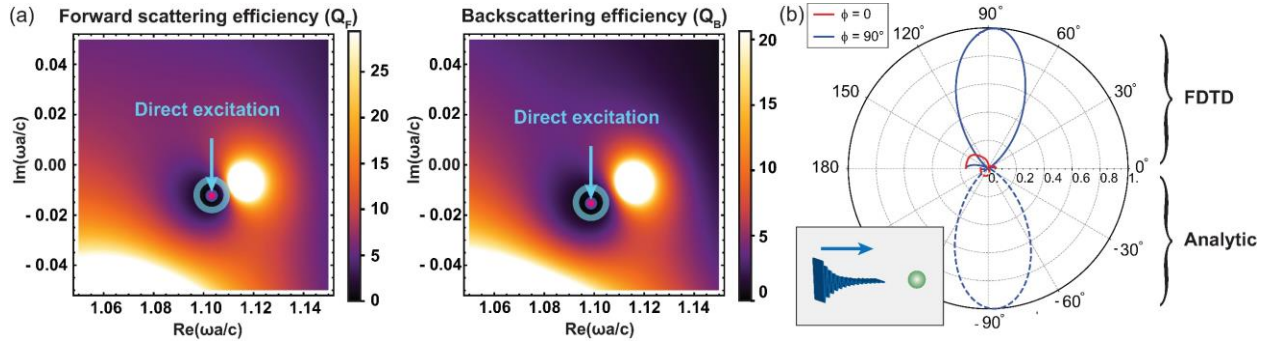 (a)
Forward scattering efficiency (Q_F)
Backscattering efficiency (Q_B)
(b)
Im(ωa/c)
0.04
0.02
0.00
- 0.02
- 0.04
Direct excitation
1.06 1.08 1.10 1.12 1.14
Re(ωa/c)
25
20
15
10
5
0
Im(ωa/c)
0.04
0.02
0.00
- 0.02
- 0.04
Direct excitation
1.06 1.08 1.10 1.12 1.14
Re(ωa/c)
20
15
10
5
0
ϕ = 0
ϕ = 90°
90°
120°
60°
150
30°
180
0°
0. 0.2 0.4 0.6 0.8 1.
-30°
-60°
-90°
FDTD
Analytic